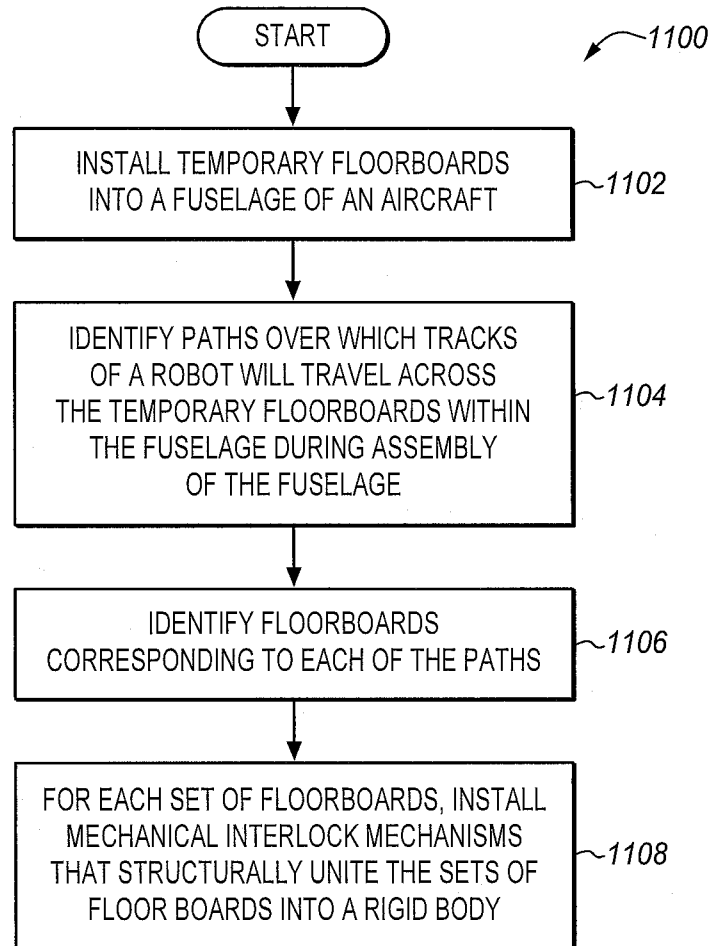 START
1100
INSTALL TEMPORARY FLOORBOARDS
INTO A FUSELAGE OF AN AIRCRAFT
1102
IDENTIFY PATHS OVER WHICH TRACKS
OF A ROBOT WILL TRAVEL ACROSS
THE TEMPORARY FLOORBOARDS WITHIN
THE FUSELAGE DURING ASSEMBLY
OF THE FUSELAGE
1104
IDENTIFY FLOORBOARDS
CORRESPONDING TO EACH OF THE PATHS
1106
FOR EACH SET OF FLOORBOARDS, INSTALL
MECHANICAL INTERLOCK MECHANISMS
THAT STRUCTURALLY UNITE THE SETS OF
FLOOR BOARDS INTO A RIGID BODY
1108